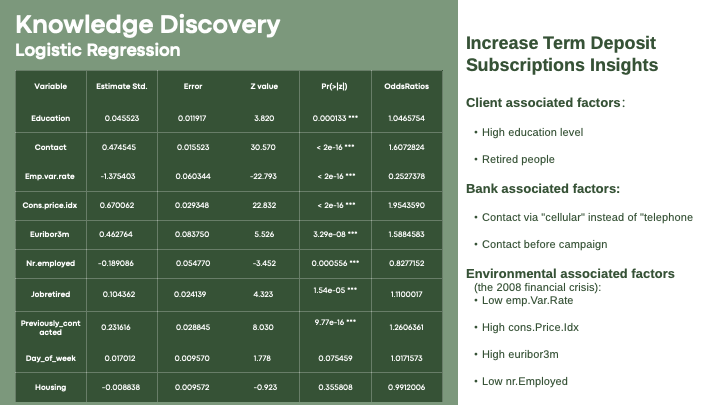 Knowledge Discovery
Logistic Regression
Variable Estimate Std. Error Z value Pr(>|z|) OddsRatios
Education 0.045523 0.011917 3.820 0.000133 *** 1.0465754
Contact 0.474545 0.015523 30.570 < 2e-16 *** 1.6072824
Emp.var.rate -1.375403 0.060344 -22.793 < 2e-16 *** 0.2527378
Cons.price.idx 0.670062 0.029348 22.832 < 2e-16 *** 1.9543590
Euribor3m 0.462764 0.083750 5.526 3.29e-08 *** 1.5884583
Nr.employed -0.189086 0.054770 -3.452 0.000556 *** 0.8277152
Jobretired 0.104362 0.024139 4.323 1.54e-05 *** 1.1100017
Previously_cont
acted 0.231616 0.028845 8.030 9.77e-16 *** 1.2606361
Day_of_week 0.017012 0.009570 1.778 0.075459 1.0171573
Housing -0.008838 0.009572 -0.923 0.355808 0.9912006
Increase Term Deposit
Subscriptions Insights
Client associated factors:
• High education level
• Retired people
Bank associated factors:
• Contact via "cellular" instead of "telephone
• Contact before campaign
Environmental associated factors
(the 2008 financial crisis):
• Low emp.Var.Rate
• High cons.Price.Idx
• High euribor3m
• Low nr.Employed